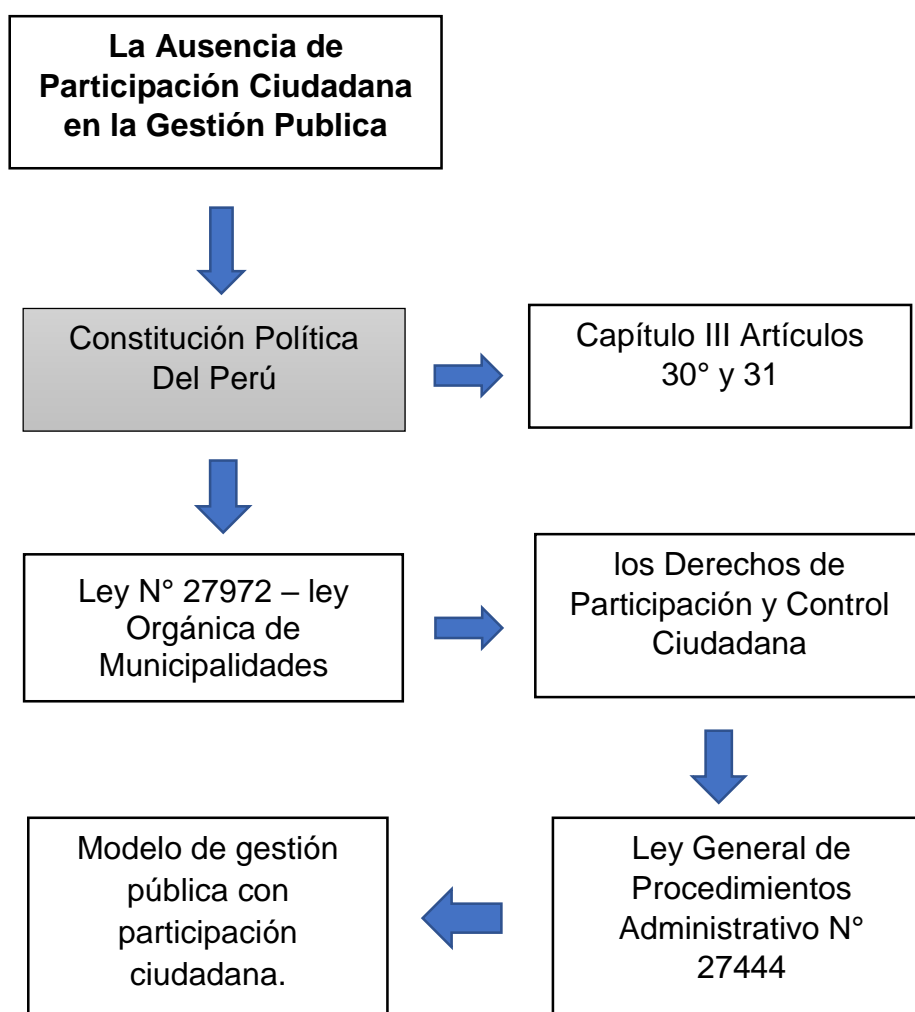 La Ausencia de
Participación Ciudadana
en la Gestión Publica
Constitución Política
Del Perú
Capítulo III Artículos
30° y 31
Ley N° 27972 – ley
Orgánica de
Municipalidades
los Derechos de
Participación y Control
Ciudadana
Modelo de gestión
pública con
participación
ciudadana.
Ley General de
Procedimientos
Administrativo N°
27444